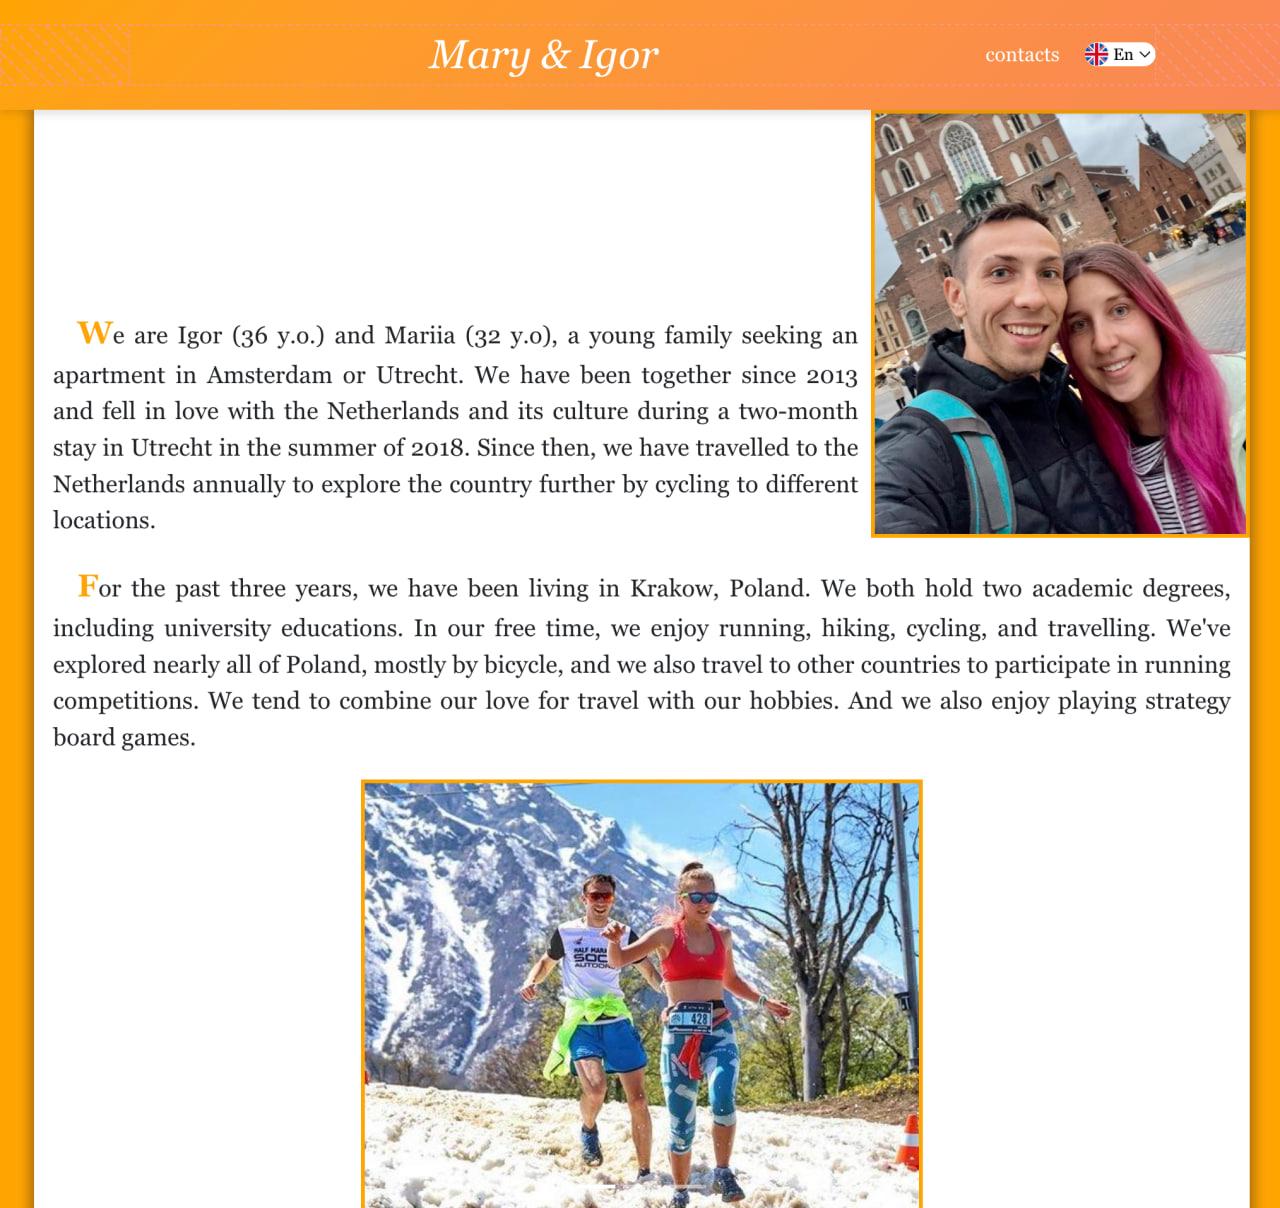 Mary & Igor
contacts
En
We are Igor (36 y.o.) and Mariia (32 y.o), a young family seeking an
apartment in Amsterdam or Utrecht. We have been together since 2013
and fell in love with the Netherlands and its culture during a two-month
stay in Utrecht in the summer of 2018. Since then, we have travelled to the
Netherlands annually to explore the country further by cycling to different
locations.
For the past three years, we have been living in Krakow, Poland. We both hold two academic degrees,
including university educations. In our free time, we enjoy running, hiking, cycling, and travelling. We've
explored nearly all of Poland, mostly by bicycle, and we also travel to other countries to participate in running
competitions. We tend to combine our love for travel with our hobbies. And we also enjoy playing strategy
board games.
HALF MARA
SOC
AUTODOR
428